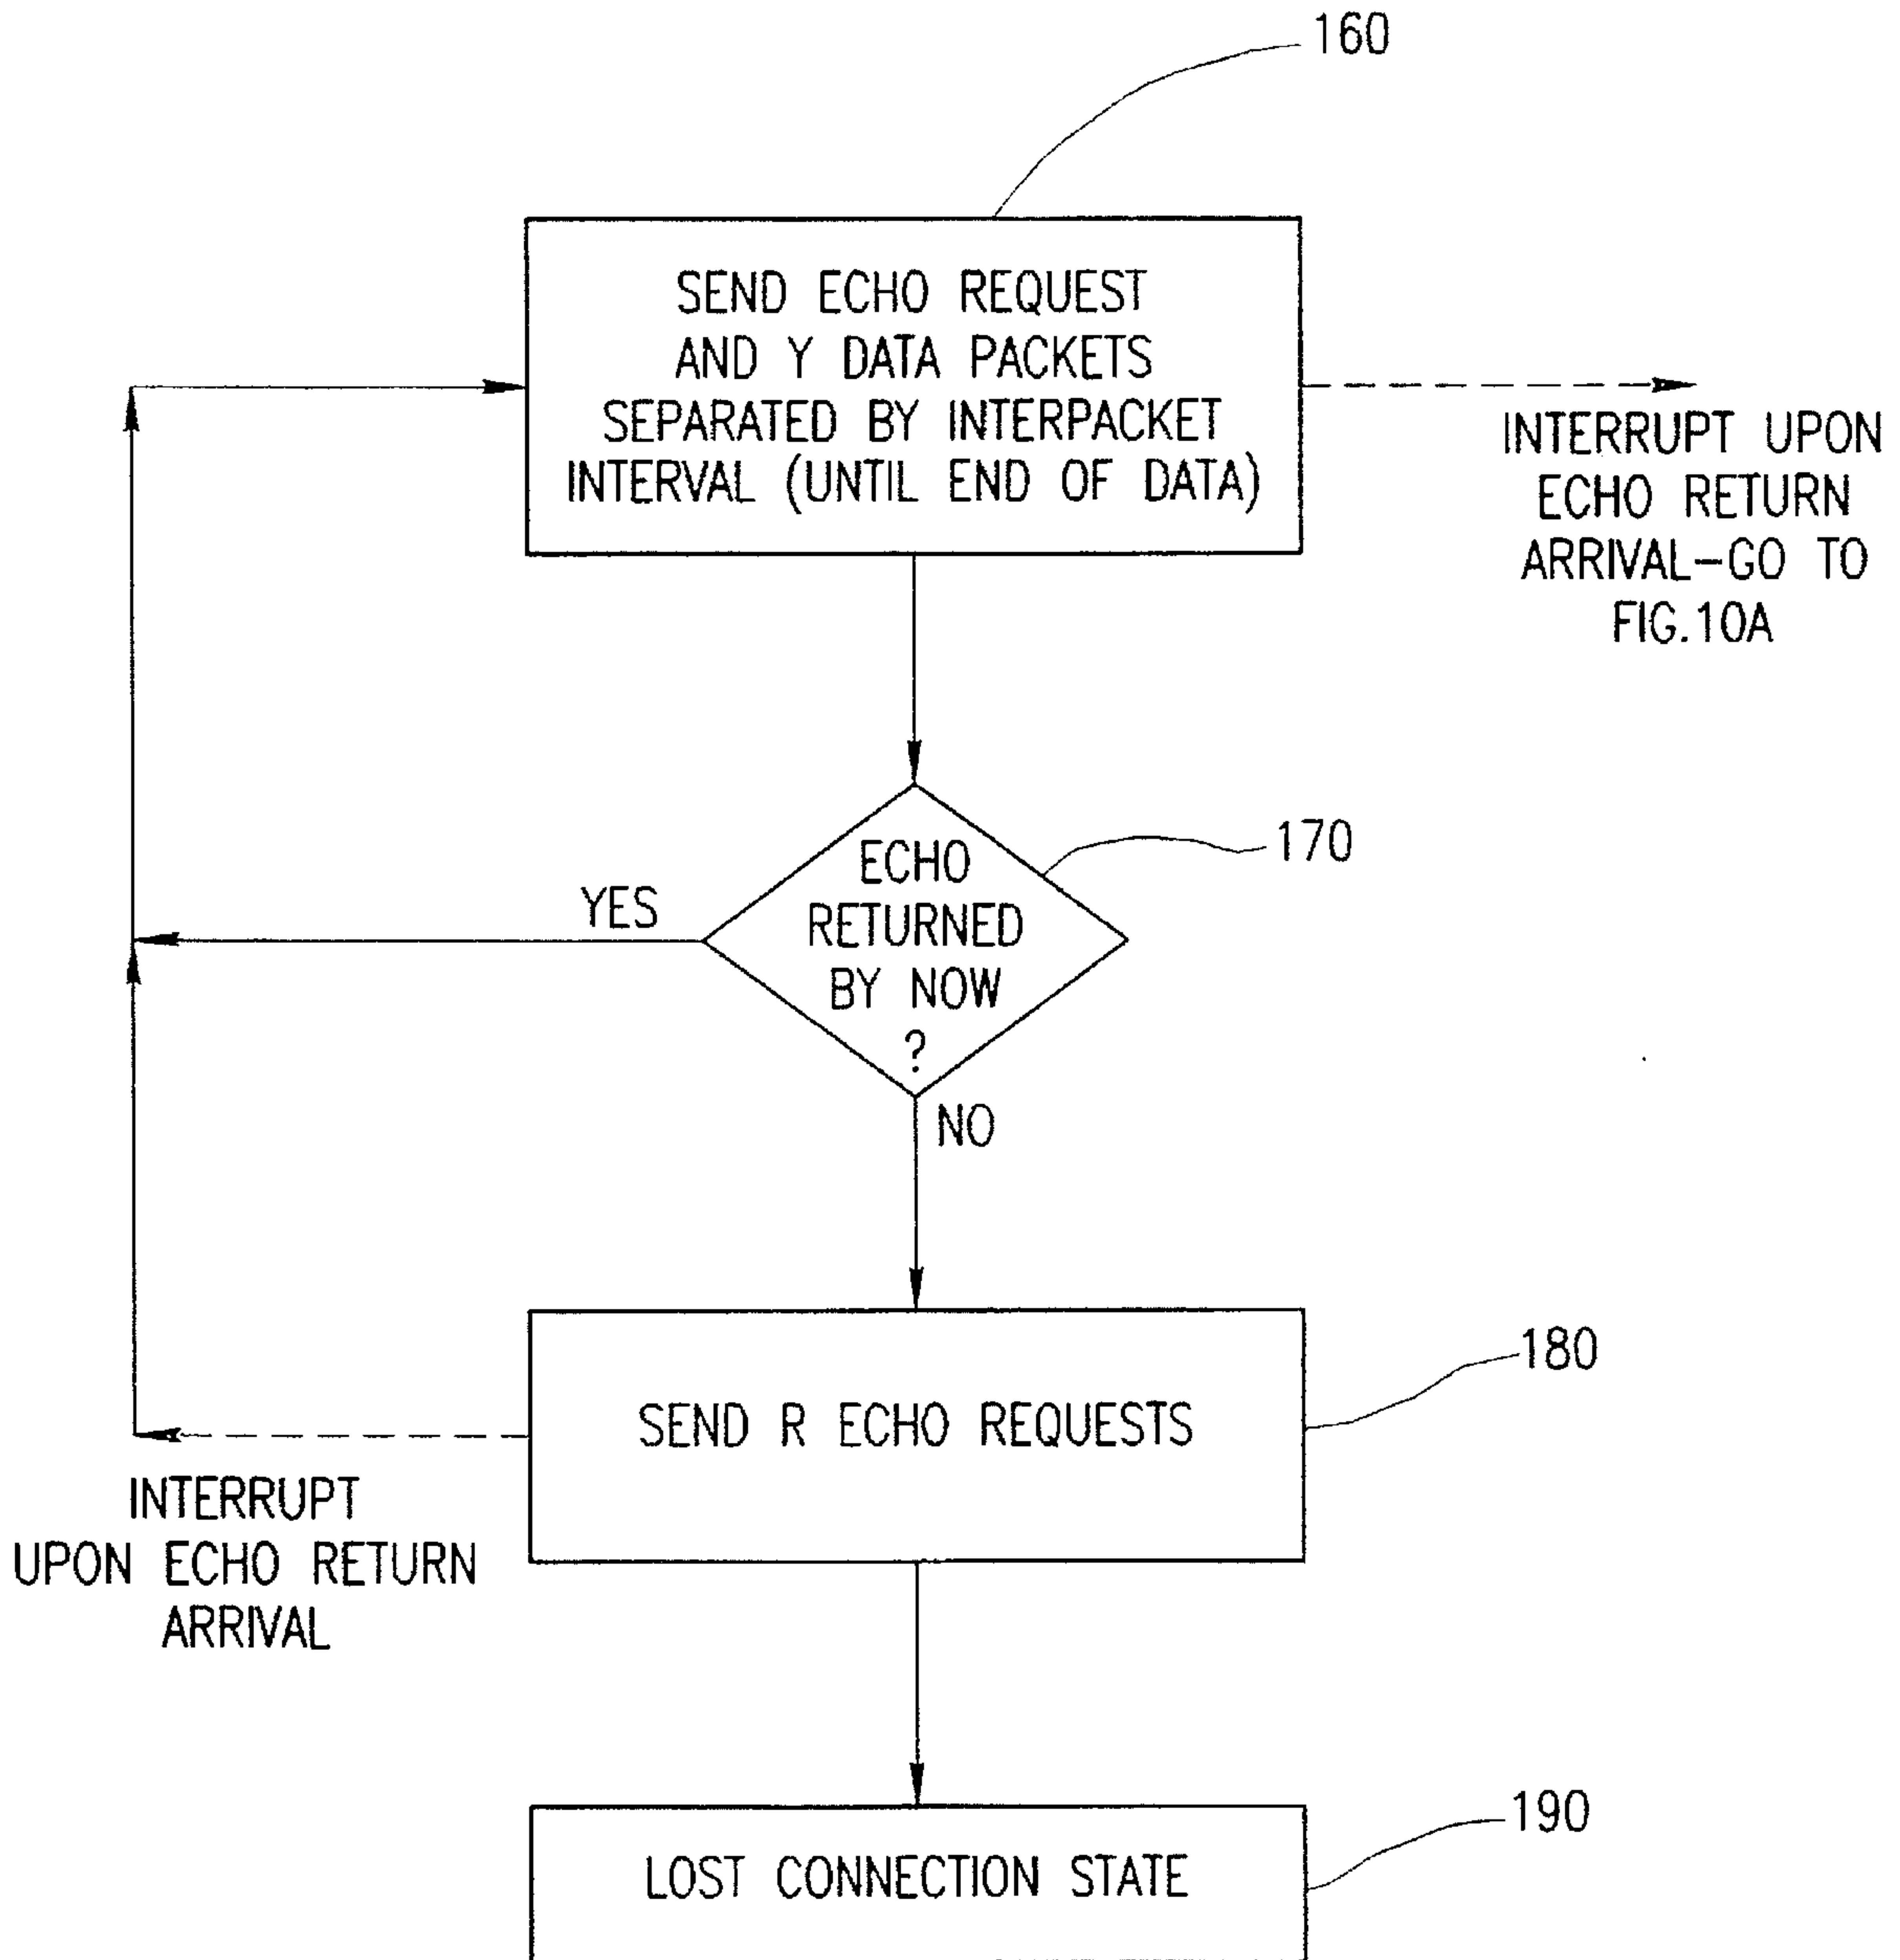 160
SEND ECHO REQUEST
AND Y DATA PACKETS
SEPARATED BY INTERPACKET
INTERVAL (UNTIL END OF DATA)
INTERRUPT UPON
ECHO RETURN
ARRIVAL-GO TO
FIG.10A
170
ECHO
RETURNED
BY NOW
?
YES
NO
180
SEND R ECHO REQUESTS
INTERRUPT
UPON ECHO RETURN
ARRIVAL
190
LOST CONNECTION STATE